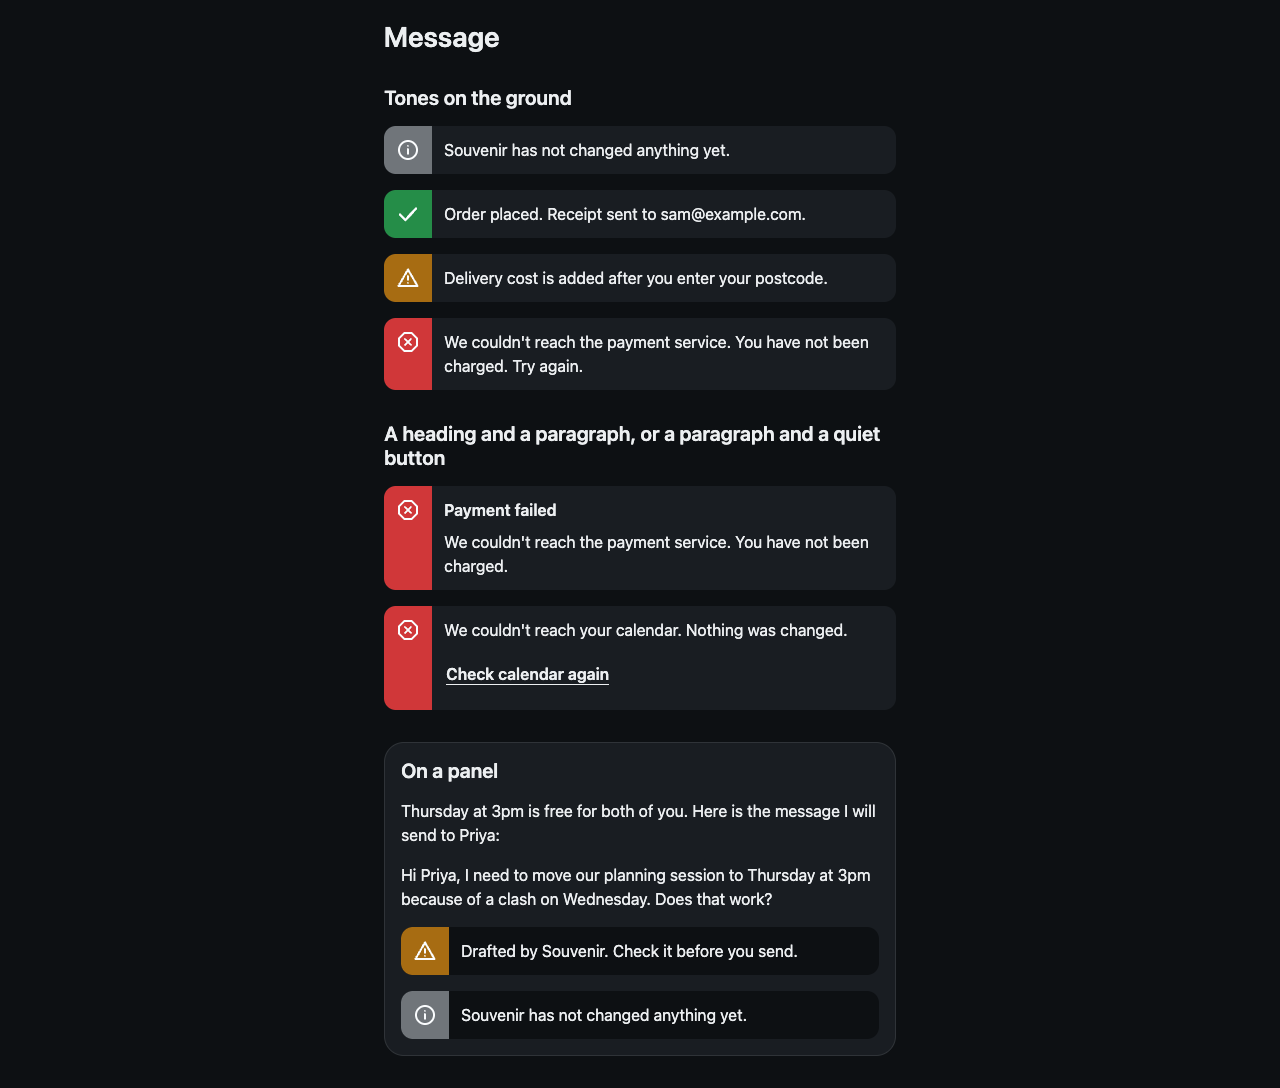 Message
Tones on the ground
Souvenir has not changed anything yet.
Order placed. Receipt sent to sam@example.com.
Delivery cost is added after you enter your postcode.
We couldn't reach the payment service. You have not been
charged. Try again.
A heading and a paragraph, or a paragraph and a quiet
button
Payment failed
We couldn't reach the payment service. You have not been
charged.
We couldn't reach your calendar. Nothing was changed.
Check calendar again
On a panel
Thursday at 3pm is free for both of you. Here is the message I will
send to Priya:
Hi Priya, I need to move our planning session to Thursday at 3pm
because of a clash on Wednesday. Does that work?
Drafted by Souvenir. Check it before you send.
Souvenir has not changed anything yet.